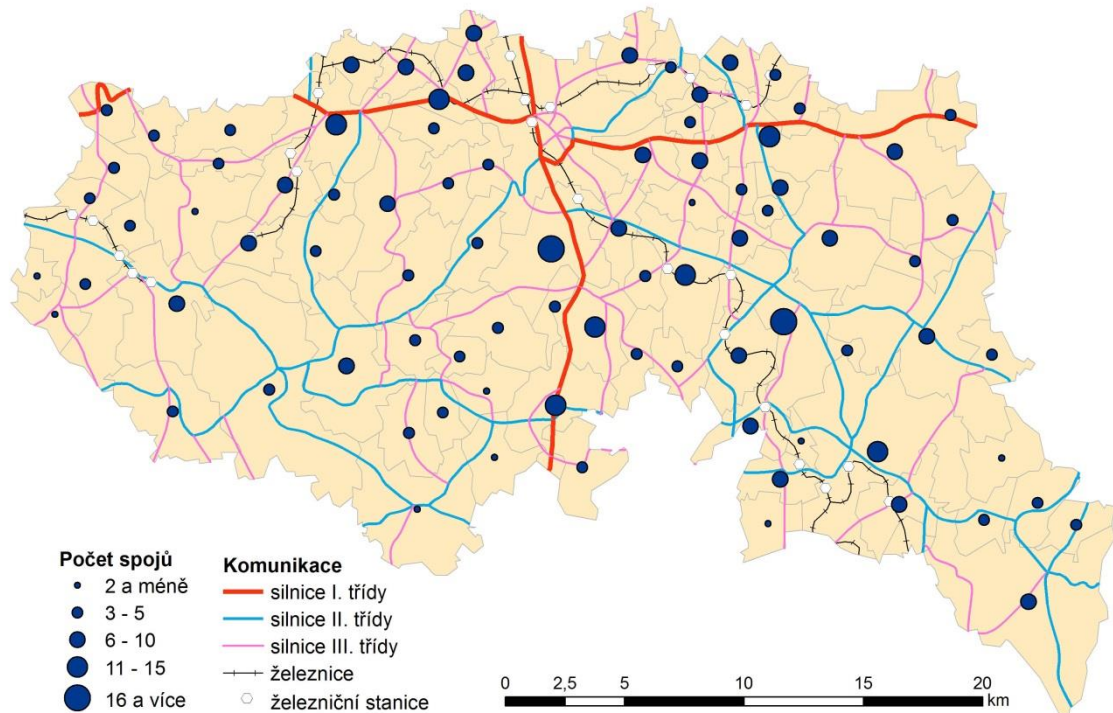 Počet spojů
2 a méně
3 - 5
6 - 10
11 - 15
16 a více
Komunikace
silnice I. třídy
silnice II. třídy
silnice III. třídy
železnice
železniční stanice
0 2,5 5 10 15 20
km